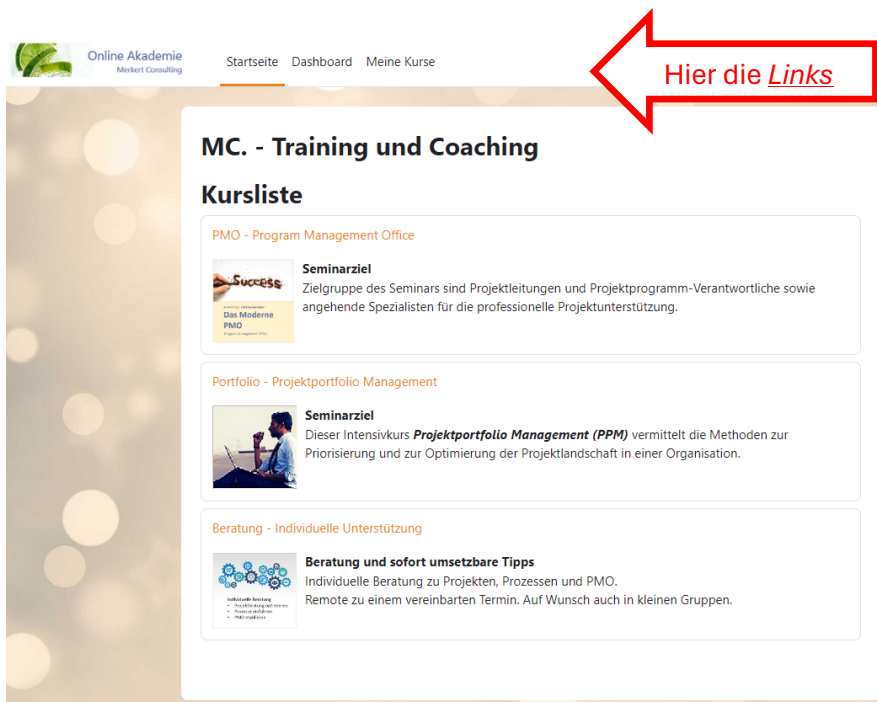 Online Akademie
Merkert Consulting
Startseite Dashboard Meine Kurse
Hier die Links
MC. - Training und Coaching
Kursliste
PMO - Program Management Office
Success
Das Moderne
PMO
Seminarziel
Zielgruppe des Seminars sind Projektleitungen und Projektprogramm-Verantwortliche sowie
angehende Spezialisten für die professionelle Projektunterstützung.
Portfolio - Projektportfolio Management
Seminarziel
Dieser Intensivkurs Projektportfolio Management (PPM) vermittelt die Methoden zur
Priorisierung und zur Optimierung der Projektlandschaft in einer Organisation.
Beratung - Individuelle Unterstützung
Individuelle Beratung
Beratung und sofort umsetzbare Tipps
Individuelle Beratung zu Projekten, Prozessen und PMO.
Remote zu einem vereinbarten Termin. Auf Wunsch auch in kleinen Gruppen.